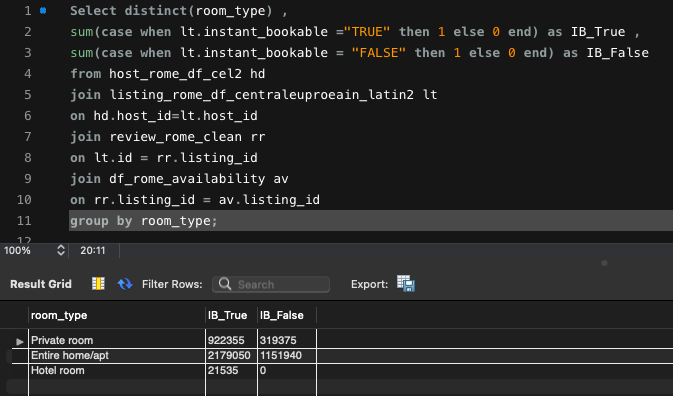 1 Select distinct(room_type) ,
2 sum(case when lt.instant_bookable ="TRUE" then 1 else 0 end) as IB_True ,
3 sum(case when lt.instant_bookable = "FALSE" then 1 else 0 end) as IB_False
4 from host_rome_df_cel2 hd
5 join listing_rome_df_centraleuproeain_latin2 lt
6 on hd.host_id=lt.host_id
7 join review_rome_clean rr
8 on lt.id = rr.listing_id
9 join df_rome_availability av
10 on rr.listing_id = av.listing_id
11 group by room_type;
12
100% 20:11
Result Grid Filter Rows: Search Export:
room_type IB_True IB_False
Private room 922355 319375
Entire home/apt 2179050 1151940
Hotel room 21535 0